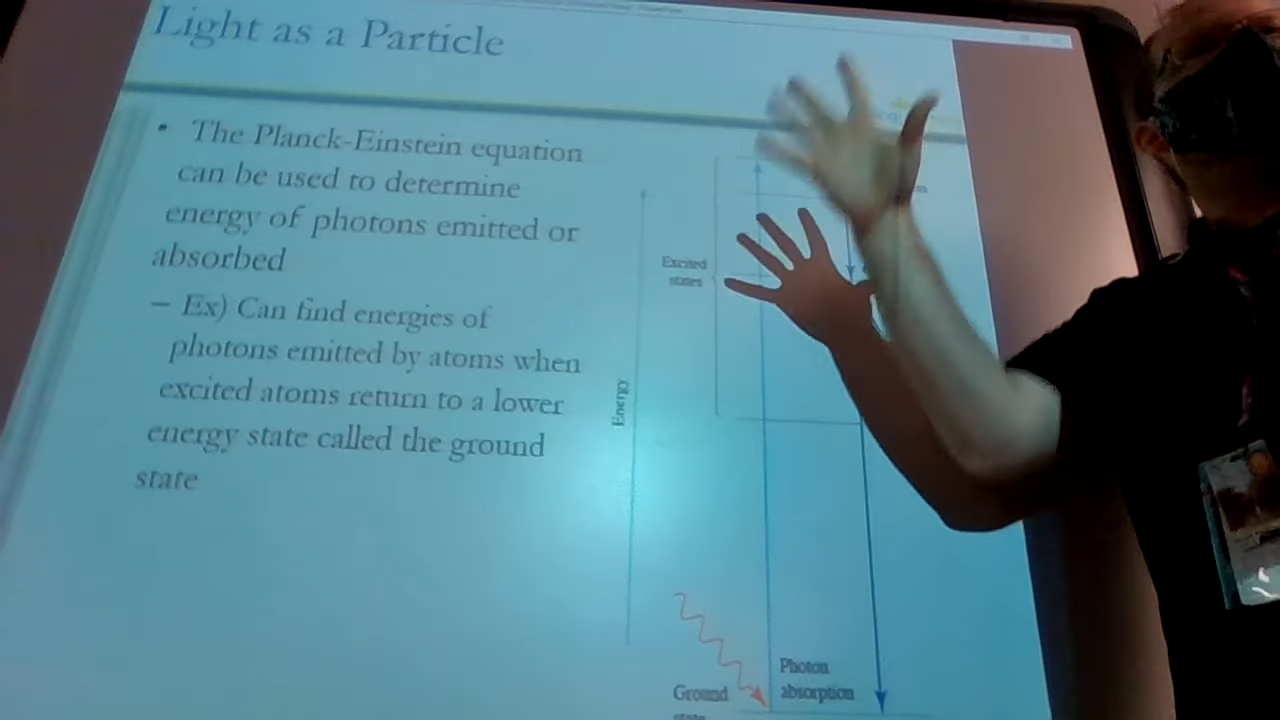 Light as a Particle
• The Planck-Einstein equation
can be used to determine
energy of photons emitted or
absorbed
– Ex) Can find energies of
photons emitted by atoms when
excited atoms return to a lower
energy state called the ground
state
Excited
states
Energy
Photon
absorption
Ground
state